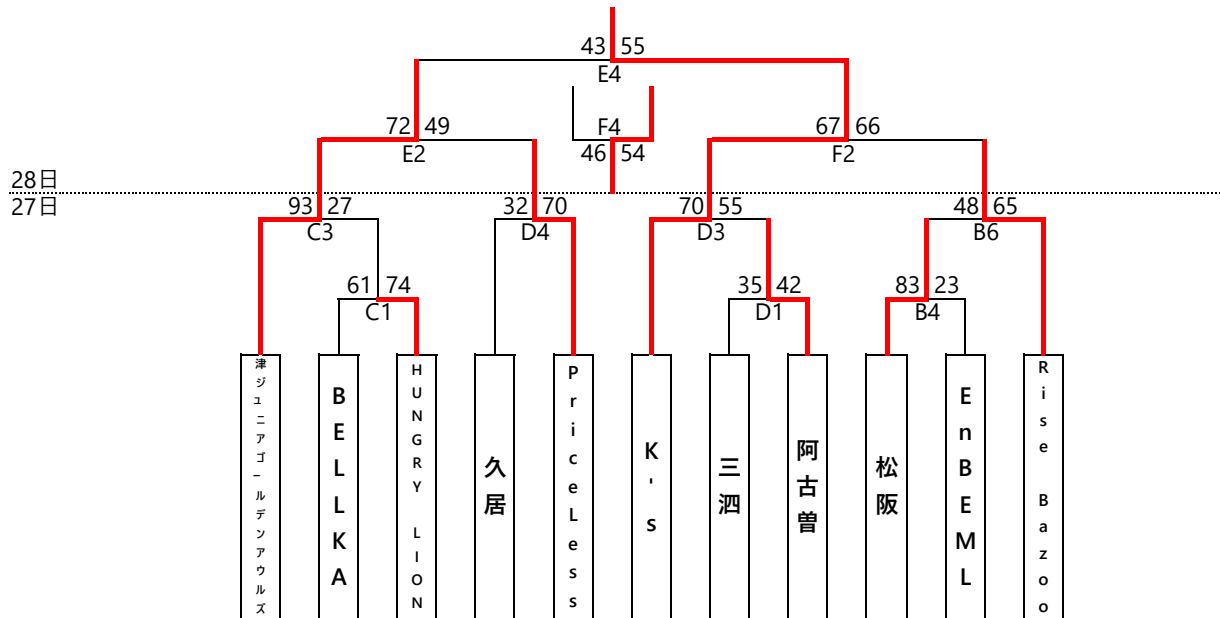 43 55
E4
72 49
E2
F4
46 54
67 66
F2
28日
27日
93 27
C3
32 70
D4
70 55
D3
48 65
B6
61 74
C1
35 42
D1
83 23
B4
津ジュニアゴールデンアウルズ
BELLKA
HUNGRY LION
久居
PriceLess
K's
三泗
阿古曽
松阪
EnBEML
Rise Bazoo